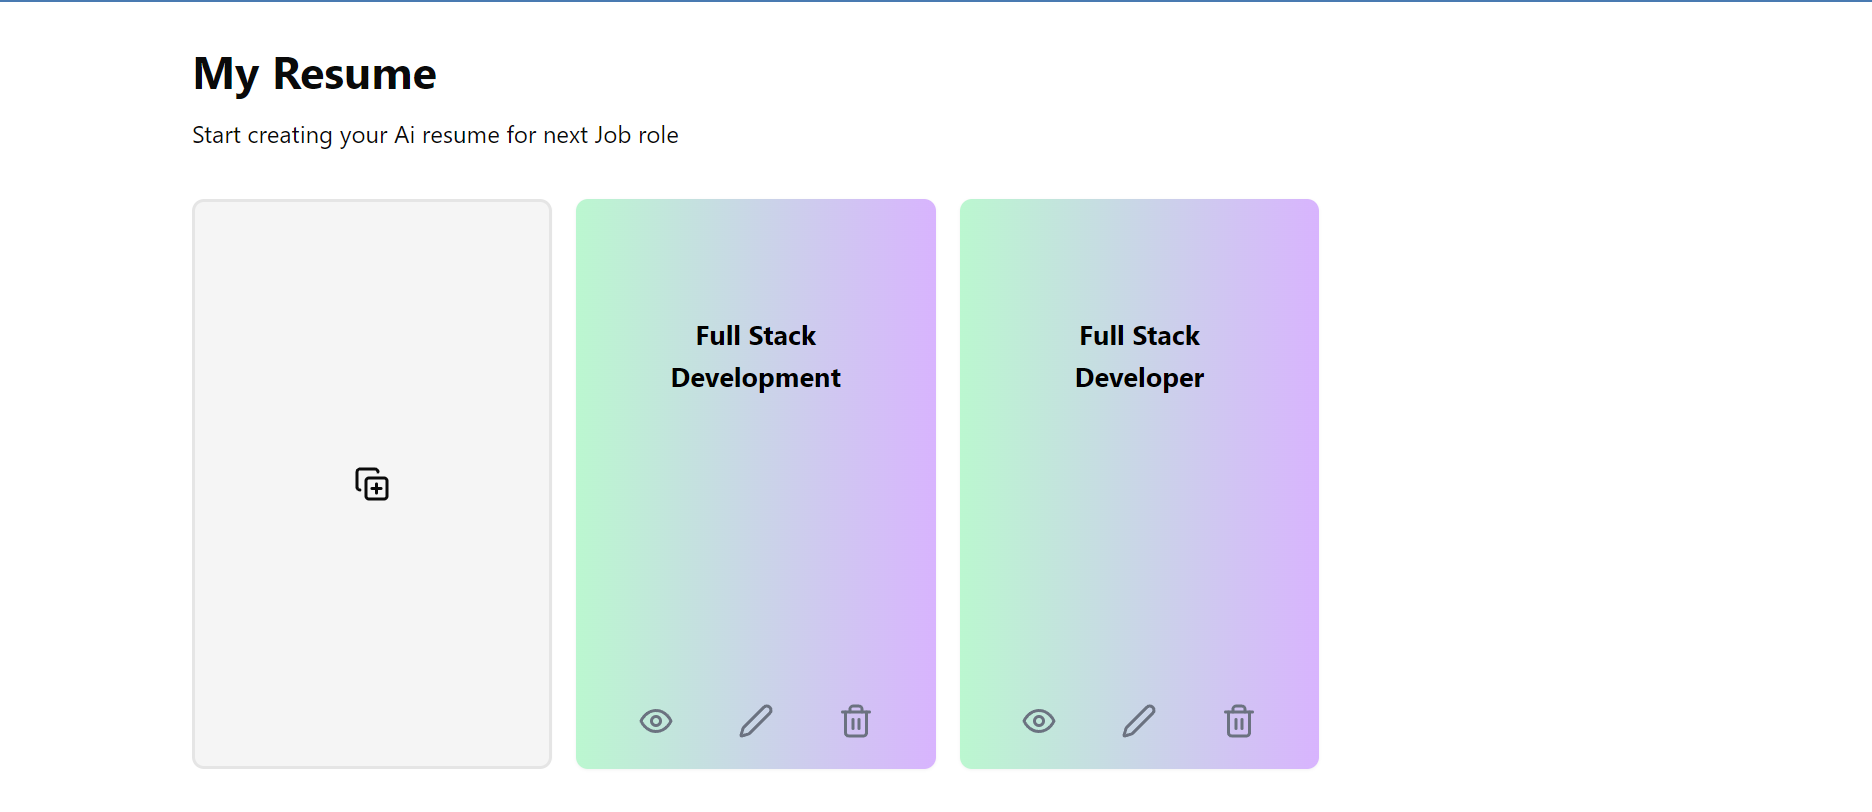 My Resume
Start creating your Ai resume for next Job role
Full Stack
Development
Full Stack
Developer